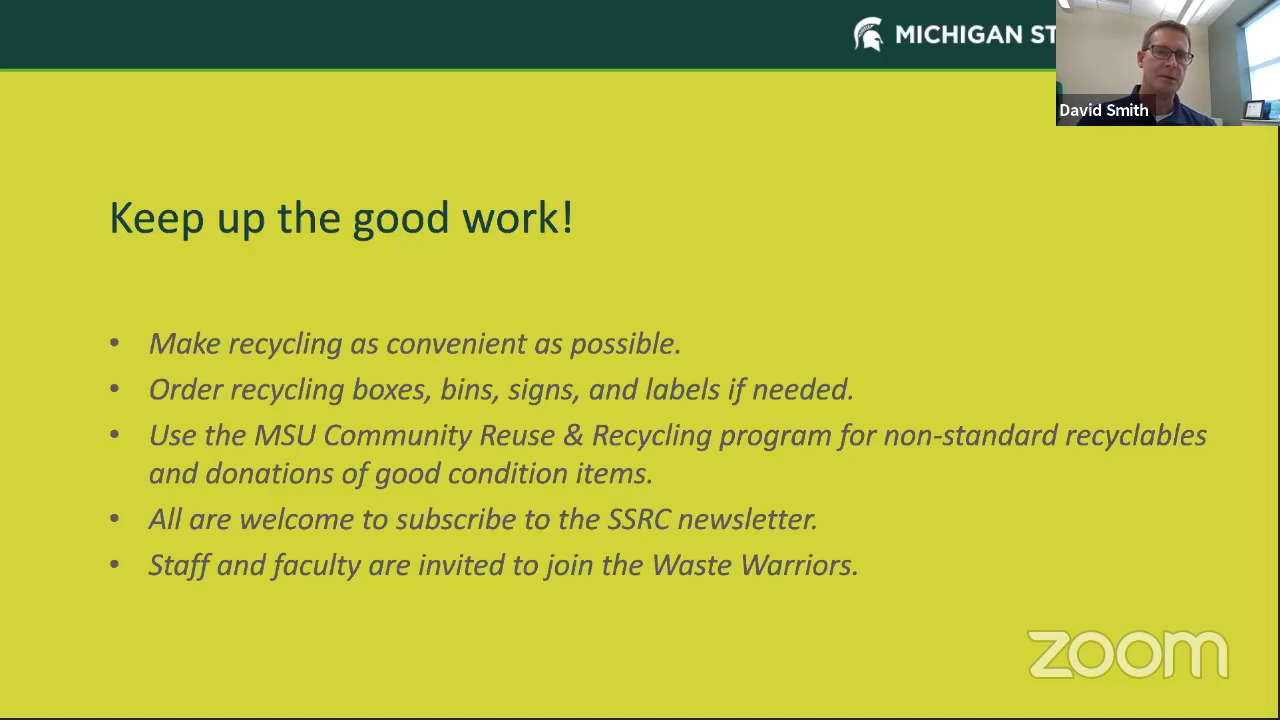 MICHIGAN ST
David Smith
Keep up the good work!
• Make recycling as convenient as possible.
• Order recycling boxes, bins, signs, and labels if needed.
• Use the MSU Community Reuse & Recycling program for non-standard recyclables
and donations of good condition items.
• All are welcome to subscribe to the SSRC newsletter.
• Staff and faculty are invited to join the Waste Warriors.
zoom